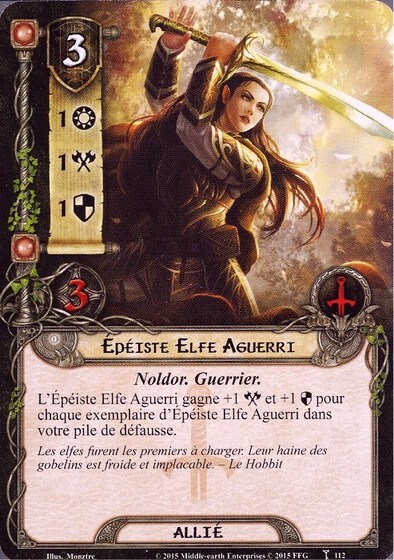 3
1
1
1
3
Épéiste Elfe Aguerri
Noldor. Guerrier.
L'Épéiste Elfe Aguerri gagne +1 et +1 pour
chaque exemplaire d'Épéiste Elfe Aguerri dans
votre pile de défausse.
Les elfes furent les premiers à charger. Leur haine des
gobelins est froide et implacable. – Le Hobbit
ALLIÉ
Illus. Monztre © 2015 Middle-earth Enterprises © 2015 FFG 112